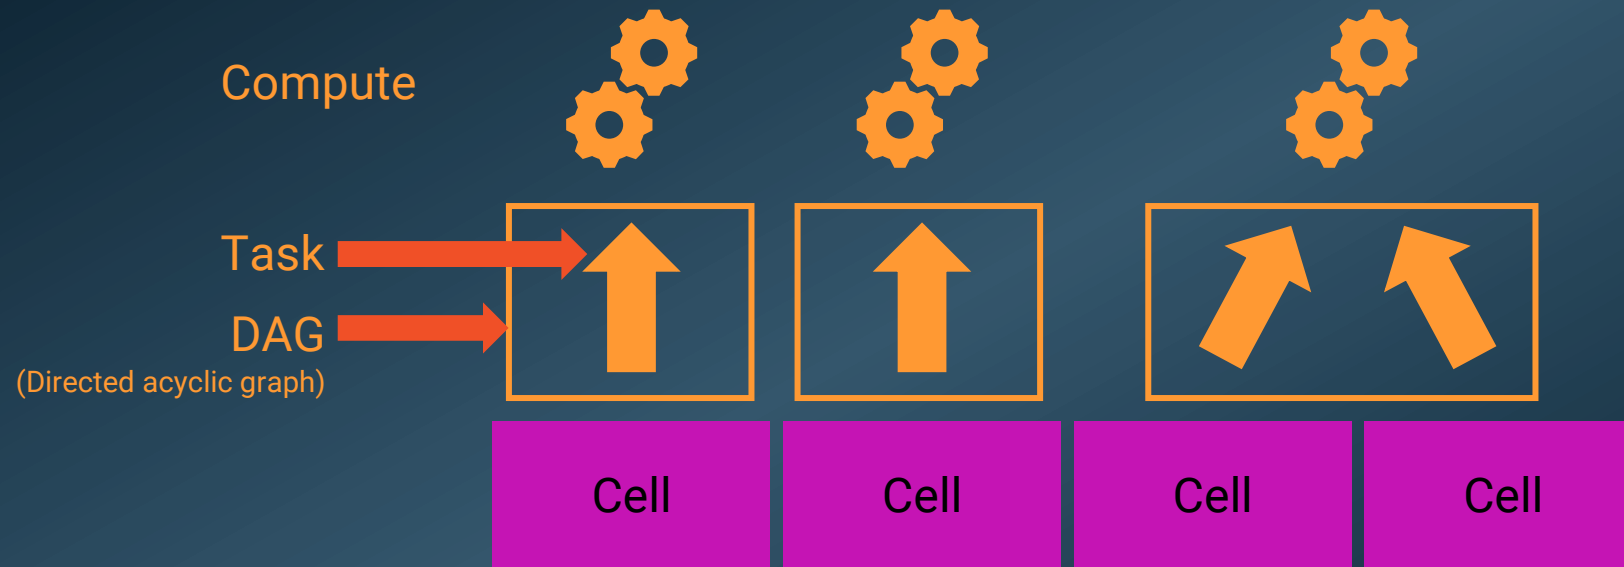 Compute
Task
DAG
(Directed acyclic graph)
Cell
Cell
Cell
Cell